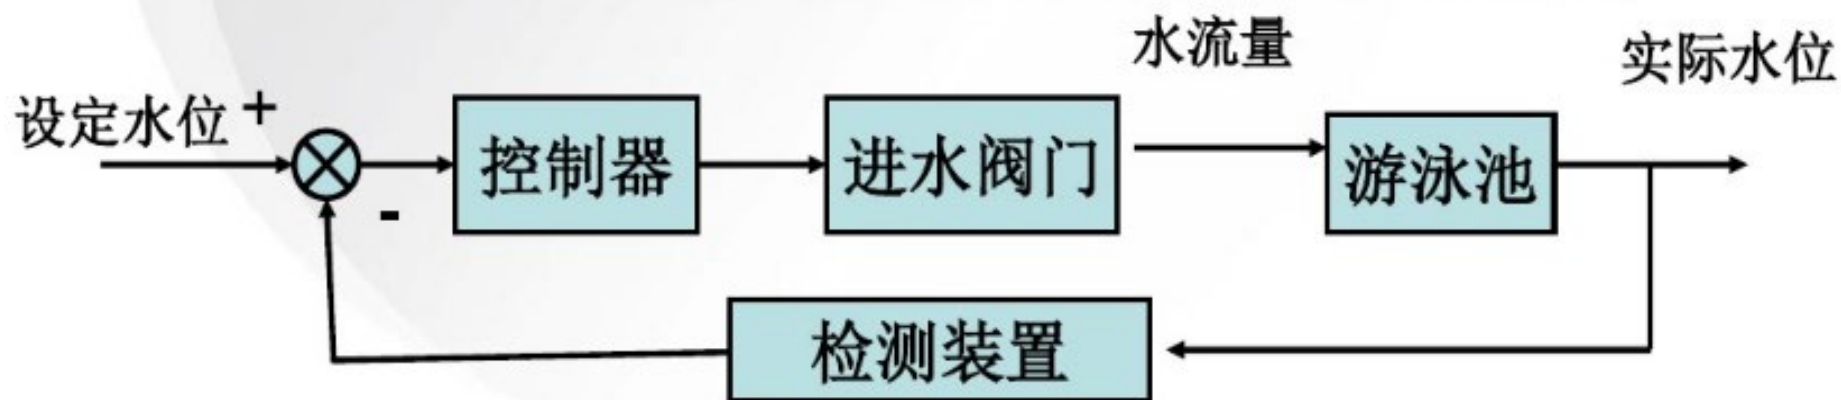 水流量
实际水位
设定水位 +
控制器
进水阀门
游泳池
-
检测装置